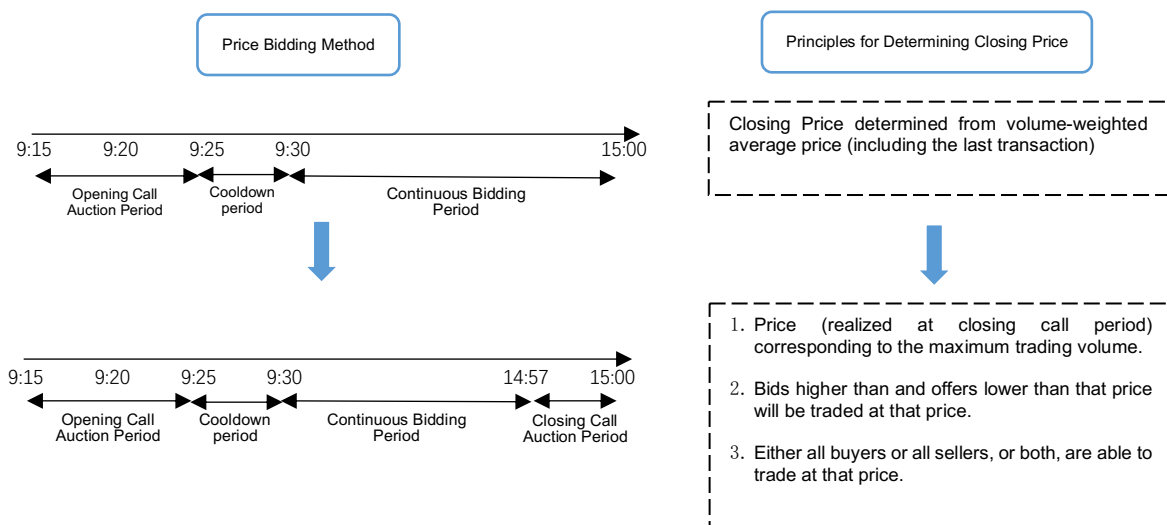 Price Bidding Method
Principles for Determining Closing Price
9:15 9:20 9:25 9:30 15:00
Opening Call
Auction Period
Cooldown
period
Continuous Bidding
Period
Closing Price determined from volume-weighted
average price (including the last transaction)
9:15 9:20 9:25 9:30 14:57 15:00
Opening Call
Auction Period
Cooldown
period
Continuous Bidding
Period
Closing Call
Auction Period
1. Price (realized at closing call period)
corresponding to the maximum trading volume.
2. Bids higher than and offers lower than that price
will be traded at that price.
3. Either all buyers or all sellers, or both, are able to
trade at that price.